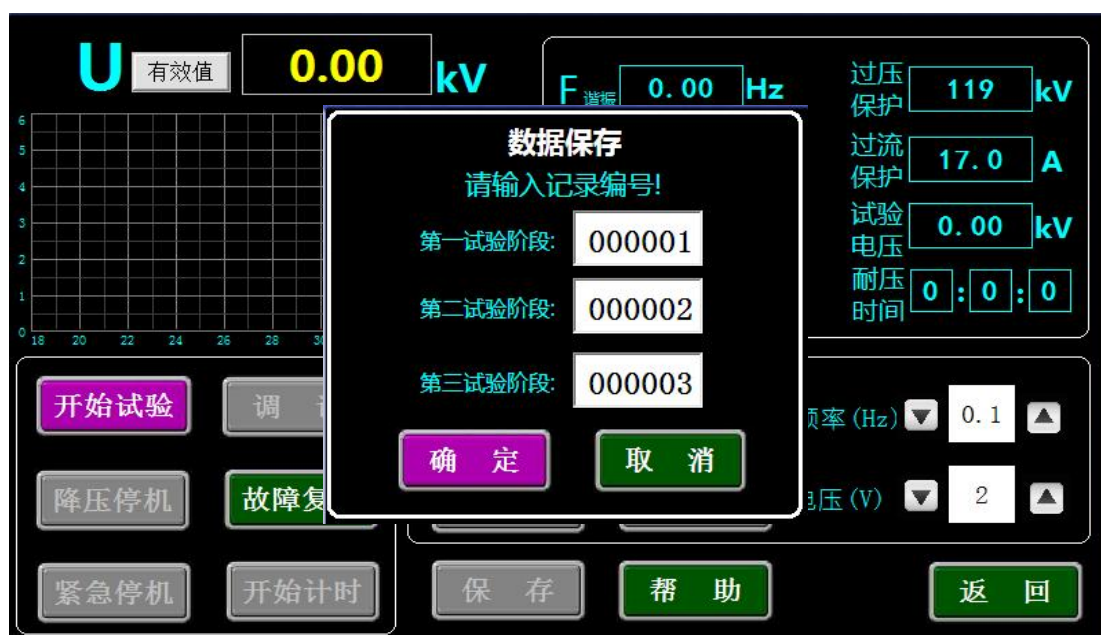 U 有效值 0.00 kV
F谐振 0.00 Hz
过压保护 119 kV
过流保护 17.0 A
试验电压 0.00 kV
耐压时间 0 : 0 : 0
6
5
4
3
2
1
0
18 20 22 24 26 28
数据保存
请输入记录编号!
第一试验阶段: 000001
第二试验阶段: 000002
第三试验阶段: 000003
确 定 取 消
开始试验 调
频率(Hz) 0.1
降压停机 故障复
电压(V) 2
紧急停机 开始计时 保 存 帮 助 返 回